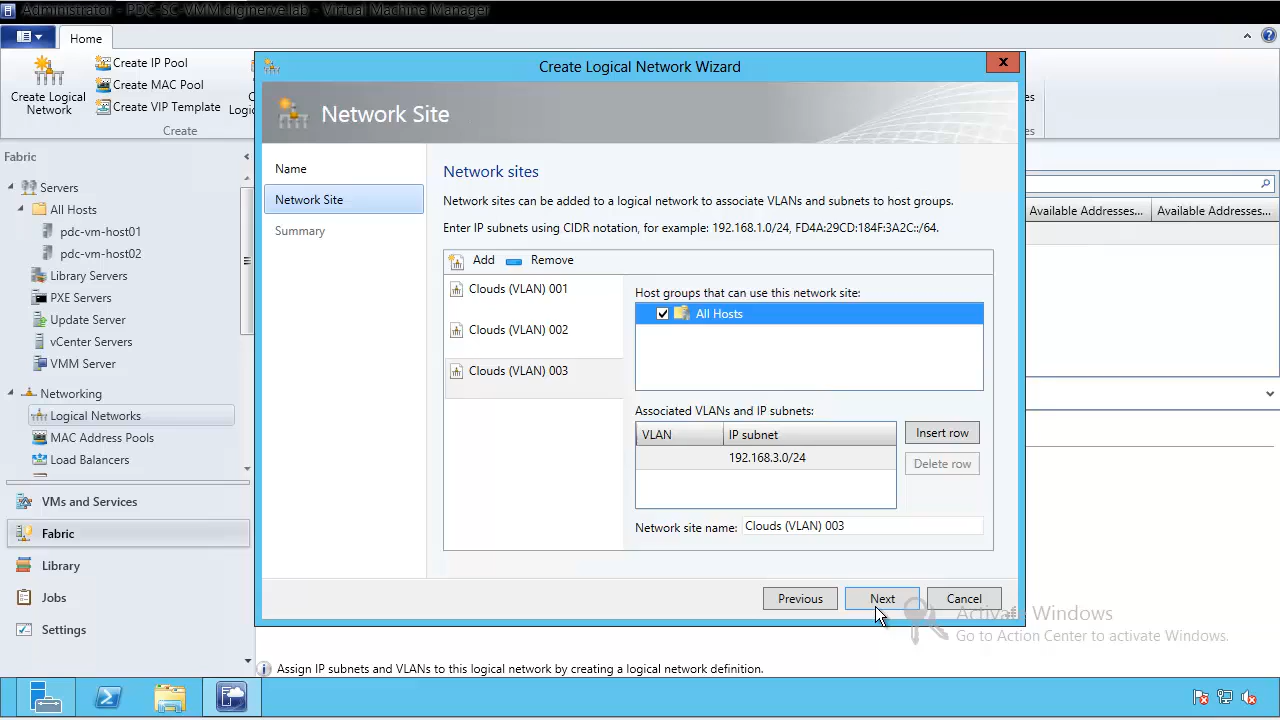 Administrator - PDC-SC-VMM.diginerve.lab - Virtual Machine Manager
Home
Create Logical Network
Create IP Pool
Create MAC Pool
Create VIP Template
Create
Fabric
Servers
All Hosts
pdc-vm-host01
pdc-vm-host02
Library Servers
PXE Servers
Update Server
vCenter Servers
VMM Server
Networking
Logical Networks
MAC Address Pools
Load Balancers
VMs and Services
Fabric
Library
Jobs
Settings
Create Logical Network Wizard
Network Site
Name
Network Site
Summary
Network sites
Network sites can be added to a logical network to associate VLANs and subnets to host groups.
Enter IP subnets using CIDR notation, for example: 192.168.1.0/24, FD4A:29CD:184F:3A2C::/64.
Add Remove
Clouds (VLAN) 001
Clouds (VLAN) 002
Clouds (VLAN) 003
Host groups that can use this network site:
All Hosts
Associated VLANs and IP subnets:
VLAN IP subnet
192.168.3.0/24
Insert row
Delete row
Network site name: Clouds (VLAN) 003
Previous Next Cancel
Available Addresses... Available Addresses...
Activate Windows
Go to Action Center to activate Windows.
Assign IP subnets and VLANs to this logical network by creating a logical network definition.